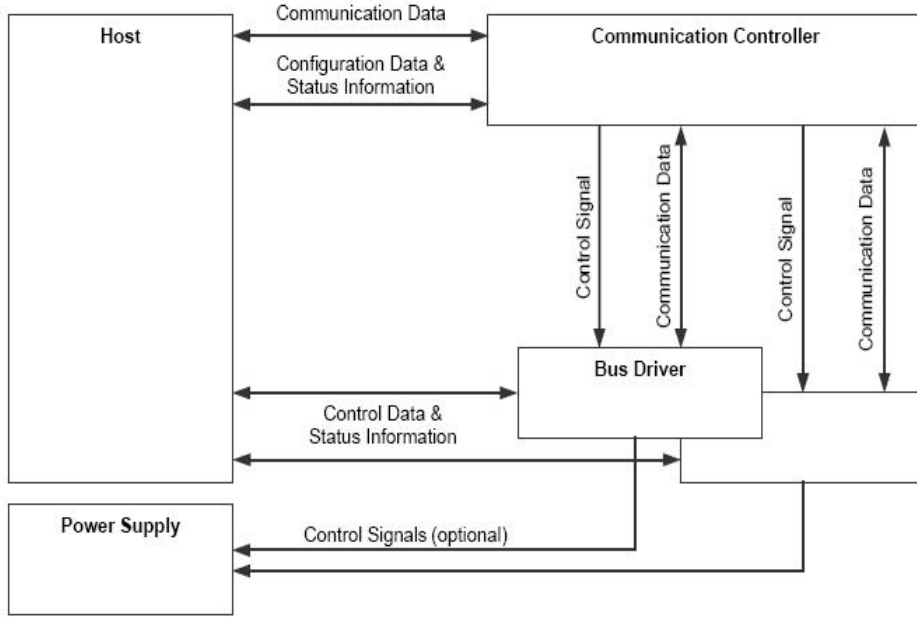 Communication Data
Host
Communication Controller
Configuration Data &
Status Information
Control Signal
Communication Data
Control Signal
Communication Data
Bus Driver
Control Data &
Status Information
Power Supply
Control Signals (optional)